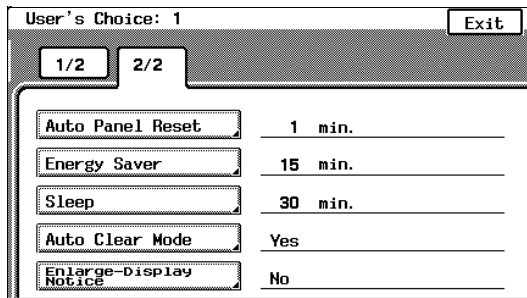 User's Choice: 1
Exit
1/2 2/2
Auto Panel Reset 1 min.
Energy Saver 15 min.
Sleep 30 min.
Auto Clear Mode Yes
Enlarge-Display
Notice No